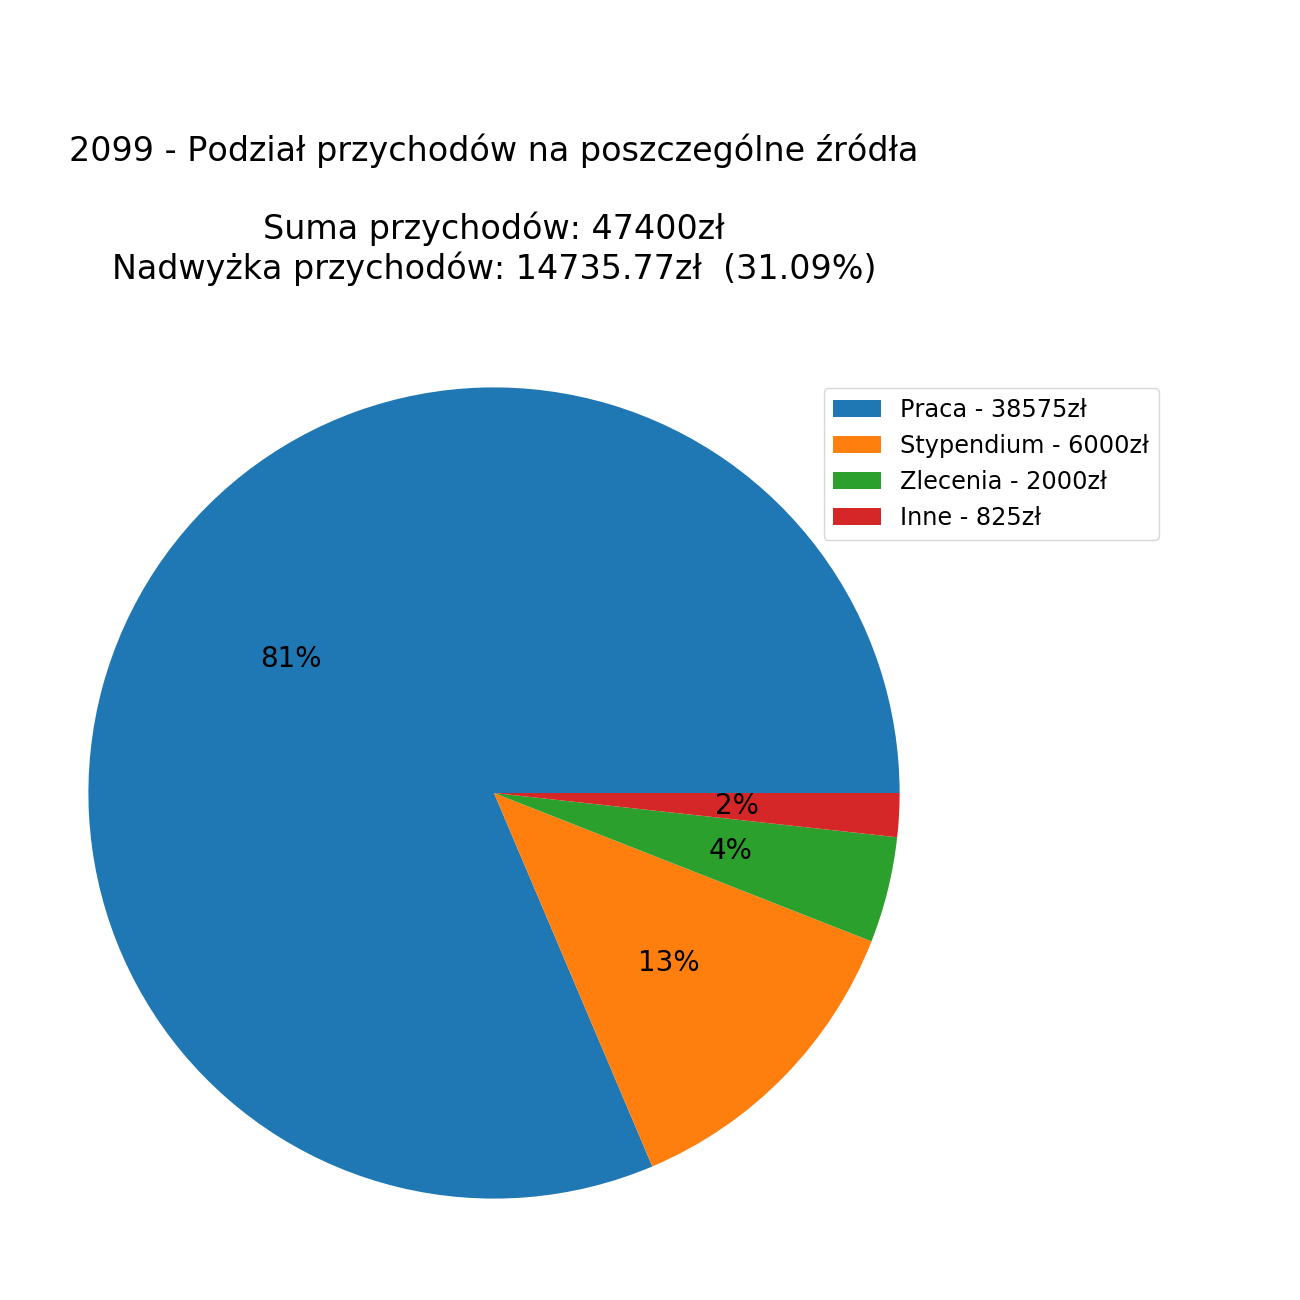 2099 - Podział przychodów na poszczególne źródła
Suma przychodów: 47400zł
Nadwyżka przychodów: 14735.77zł  (31.09%)
Praca - 38575zł
Stypendium - 6000zł
Zlecenia - 2000zł
Inne - 825zł
81%
2%
4%
13%